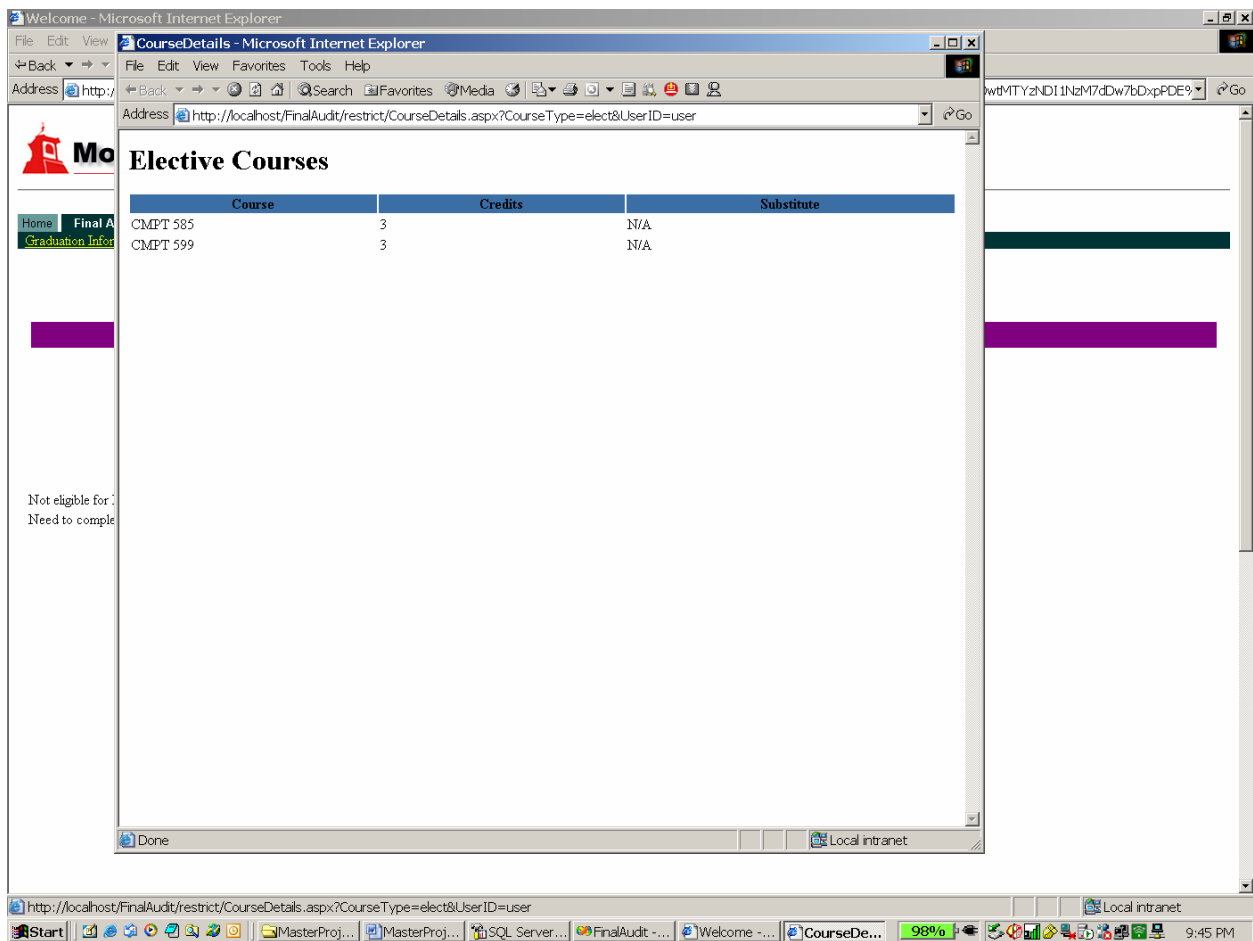 Welcome - Microsoft Internet Explorer
File Edit View
Back
Address http:/
YzNDI1NzM7dDw7bDxpPDE% Go
CourseDetails - Microsoft Internet Explorer
File Edit View Favorites Tools Help
Back Search Favorites Media
Address http://localhost/FinalAudit/restrict/CourseDetails.aspx?CourseType=elect&UserID=user Go
Mo
Home Final A
Graduation Infor
Elective Courses
Course Credits Substitute
CMPT 585 3 N/A
CMPT 599 3 N/A
Not eligible for
Need to comple
Done Local intranet
http://localhost/FinalAudit/restrict/CourseDetails.aspx?CourseType=elect&UserID=user Local intranet
Start MasterProj... MasterProj... SQL Server... FinalAudit -... Welcome -... CourseDe... 98% 9:45 PM